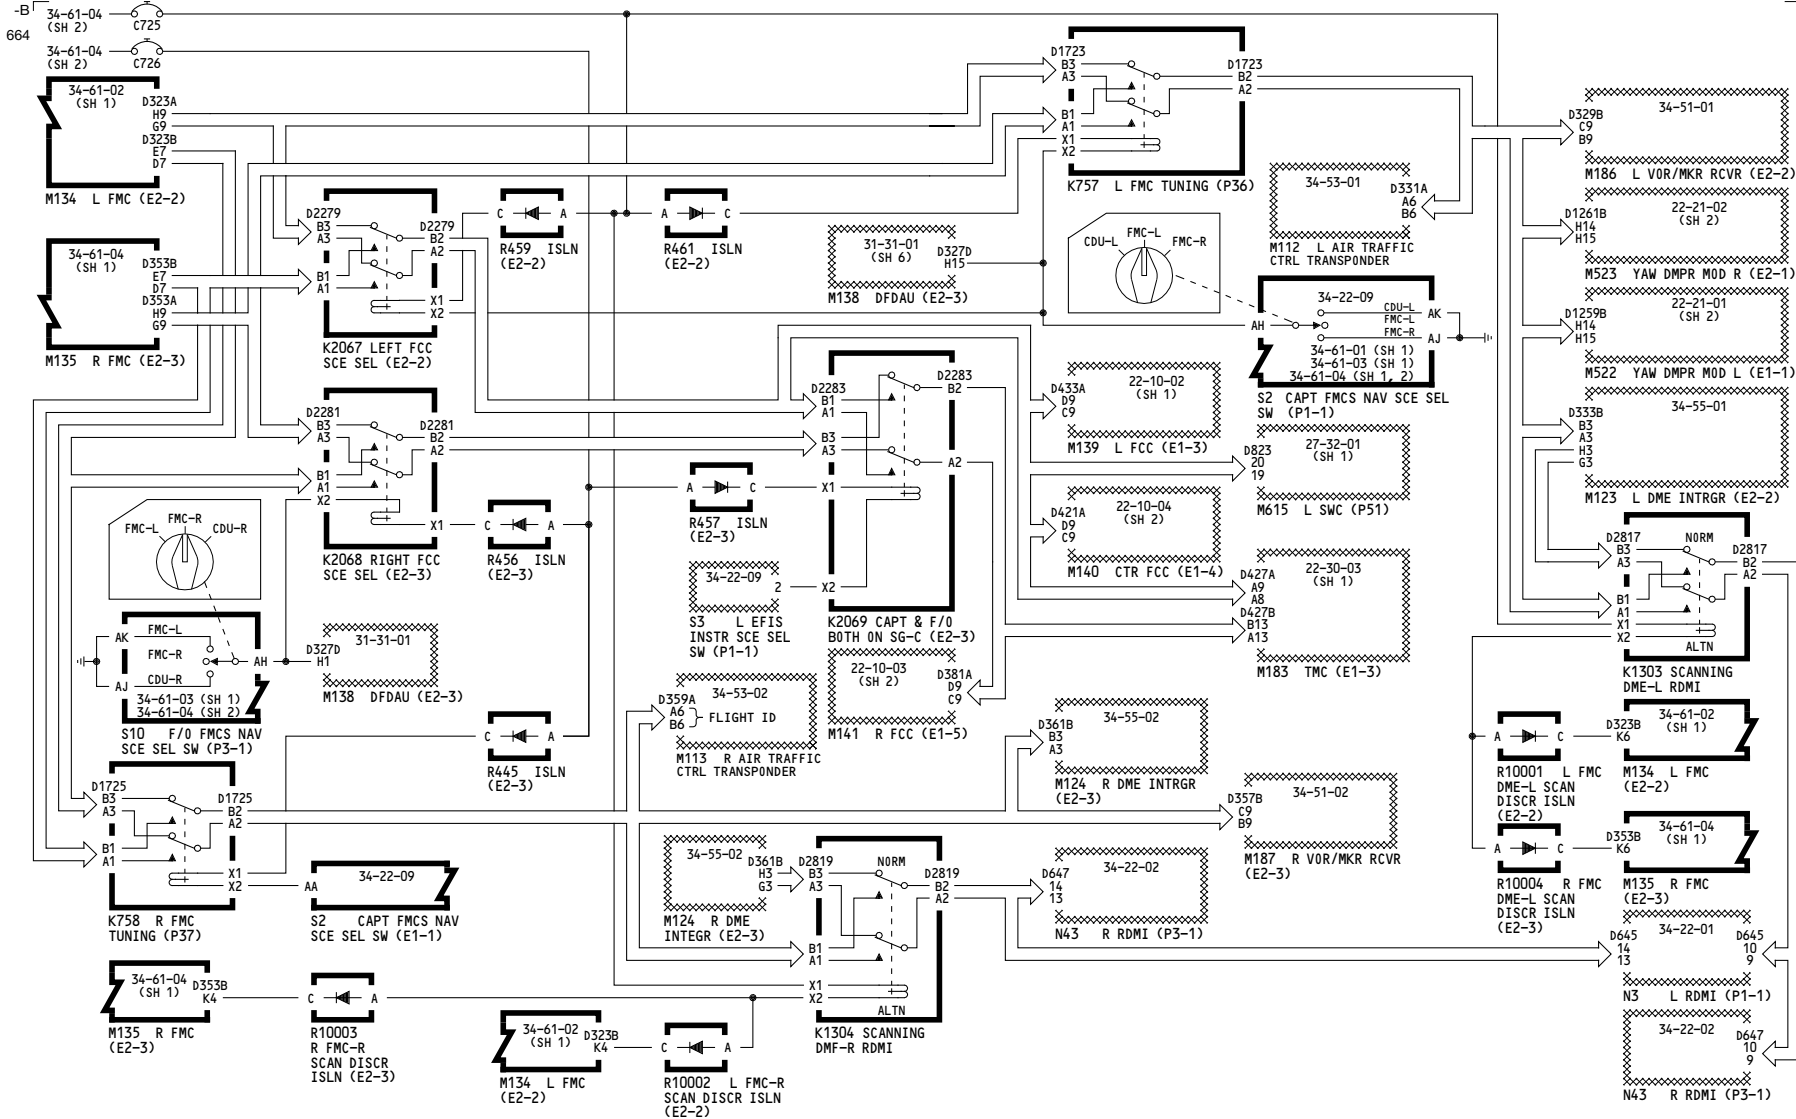 -B
664
34-61-04
(SH 2)
C725
34-61-04
(SH 2)
C726
34-61-02
(SH 1)
D323A
H9
G9
D323B
E7
D7
M134 L FMC (E2-2)
34-61-04
(SH 1)
D353B
E7
D7
D353A
H9
G9
M135 R FMC (E2-3)
D2279
B3
A3
B1
A1
D2279
B2
A2
X1
X2
K2067 LEFT FCC
SCE SEL (E2-2)
C A
R459 ISLN
(E2-2)
A C
R461 ISLN
(E2-2)
31-31-01
(SH 6)
D327D
H15
M138 DFDAU (E2-3)
D1723
B3
A3
B1
A1
X1
X2
D1723
B2
A2
K757 L FMC TUNING (P36)
CDU-L
FMC-L
FMC-R
34-53-01
D331A
A6
B6
M112 L AIR TRAFFIC
CTRL TRANSPONDER
34-22-09
AH
CDU-L
FMC-L
FMC-R
AK
AJ
34-61-01 (SH 1)
34-61-03 (SH 1)
34-61-04 (SH 1, 2)
S2 CAPT FMCS NAV SCE SEL
SW (P1-1)
34-51-01
D329B
C9
B9
M186 L VOR/MKR RCVR (E2-2)
22-21-02
(SH 2)
D1261B
H14
H15
M523 YAW DMPR MOD R (E2-1)
22-21-01
(SH 2)
D1259B
H14
H15
M522 YAW DMPR MOD L (E1-1)
34-55-01
D333B
B3
A3
H3
G3
M123 L DME INTRGR (E2-2)
D2281
B3
A3
B1
A1
X2
D2281
B2
A2
X1
K2068 RIGHT FCC
SCE SEL (E2-3)
C A
R456 ISLN
(E2-3)
A C
R457 ISLN
(E2-3)
34-22-09
2
S3 L EFIS
INSTR SCE SEL
SW (P1-1)
D2283
B1
A1
B3
A3
X1
X2
D2283
B2
A2
K2069 CAPT & F/O
BOTH ON SG-C (E2-3)
22-10-02
(SH 1)
D433A
D9
C9
M139 L FCC (E1-3)
27-32-01
(SH 1)
D823
20
19
M615 L SWC (P51)
22-10-04
(SH 2)
D421A
D9
C9
M140 CTR FCC (E1-4)
22-30-03
(SH 1)
D427A
A9
A8
D427B
B13
A13
M183 TMC (E1-3)
22-10-03
(SH 2)
D381A
D9
C9
M141 R FCC (E1-5)
FMC-L
FMC-R
CDU-R
AK
FMC-L
FMC-R
CDU-R
AJ
AH
34-61-03 (SH 1)
34-61-04 (SH 2)
S10 F/O FMCS NAV
SCE SEL SW (P3-1)
31-31-01
D327D
H1
M138 DFDAU (E2-3)
C A
R445 ISLN
(E2-3)
34-53-02
D359A
A6
B6
FLIGHT ID
M113 R AIR TRAFFIC
CTRL TRANSPONDER
34-55-02
D361B
B3
A3
M124 R DME INTRGR
(E2-3)
34-51-02
D357B
C9
B9
M187 R VOR/MKR RCVR
(E2-3)
D2817
B3
A3
B1
A1
X1
X2
NORM
ALTN
D2817
B2
A2
K1303 SCANNING
DME-L RDMI
A C
R10001 L FMC
DME-L SCAN
DISCR ISLN
(E2-2)
34-61-02
(SH 1)
D323B
K6
M134 L FMC
(E2-2)
A C
R10004 R FMC
DME-L SCAN
DISCR ISLN
(E2-3)
34-61-04
(SH 1)
D353B
K6
M135 R FMC
(E2-3)
D1725
B3
A3
B1
A1
D1725
B2
A2
X1
X2
K758 R FMC
TUNING (P37)
34-22-09
AA
S2 CAPT FMCS NAV
SCE SEL SW (E1-1)
34-55-02
D361B
H3
G3
M124 R DME
INTEGR (E2-3)
D2819
B3
A3
B1
A1
X1
X2
NORM
ALTN
D2819
B2
A2
K1304 SCANNING
DMF-R RDMI
34-22-02
D647
14
13
N43 R RDMI (P3-1)
34-22-01
D645
14
13
D645
10
9
N3 L RDMI (P1-1)
34-22-02
D647
10
9
N43 R RDMI (P3-1)
34-61-04
(SH 1)
D353B
K4
M135 R FMC
(E2-3)
C A
R10003
R FMC-R
SCAN DISCR
ISLN (E2-3)
34-61-02
(SH 1)
D323B
K4
M134 L FMC
(E2-2)
C A
R10002 L FMC-R
SCAN DISCR ISLN
(E2-2)